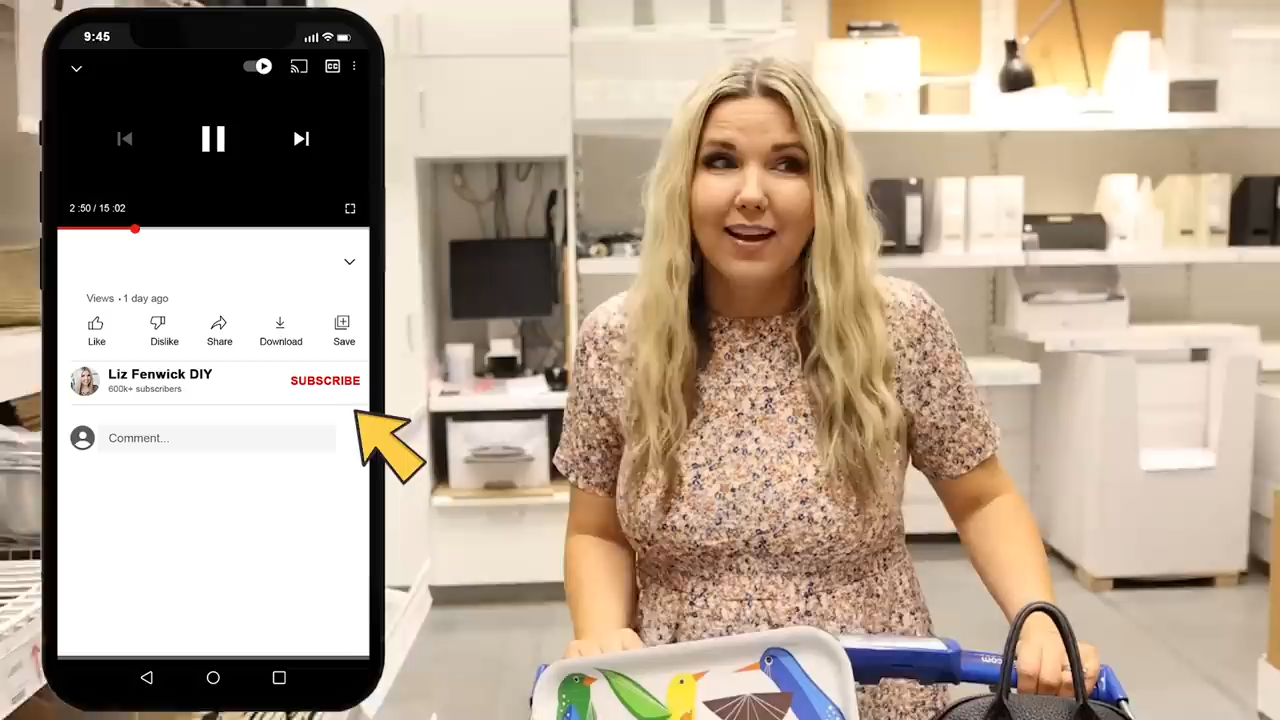 9:45
CC
2:50 / 15:02
Views • 1 day ago
Like Dislike Share Download Save
Liz Fenwick DIY
600k+ subscribers
SUBSCRIBE
Comment...